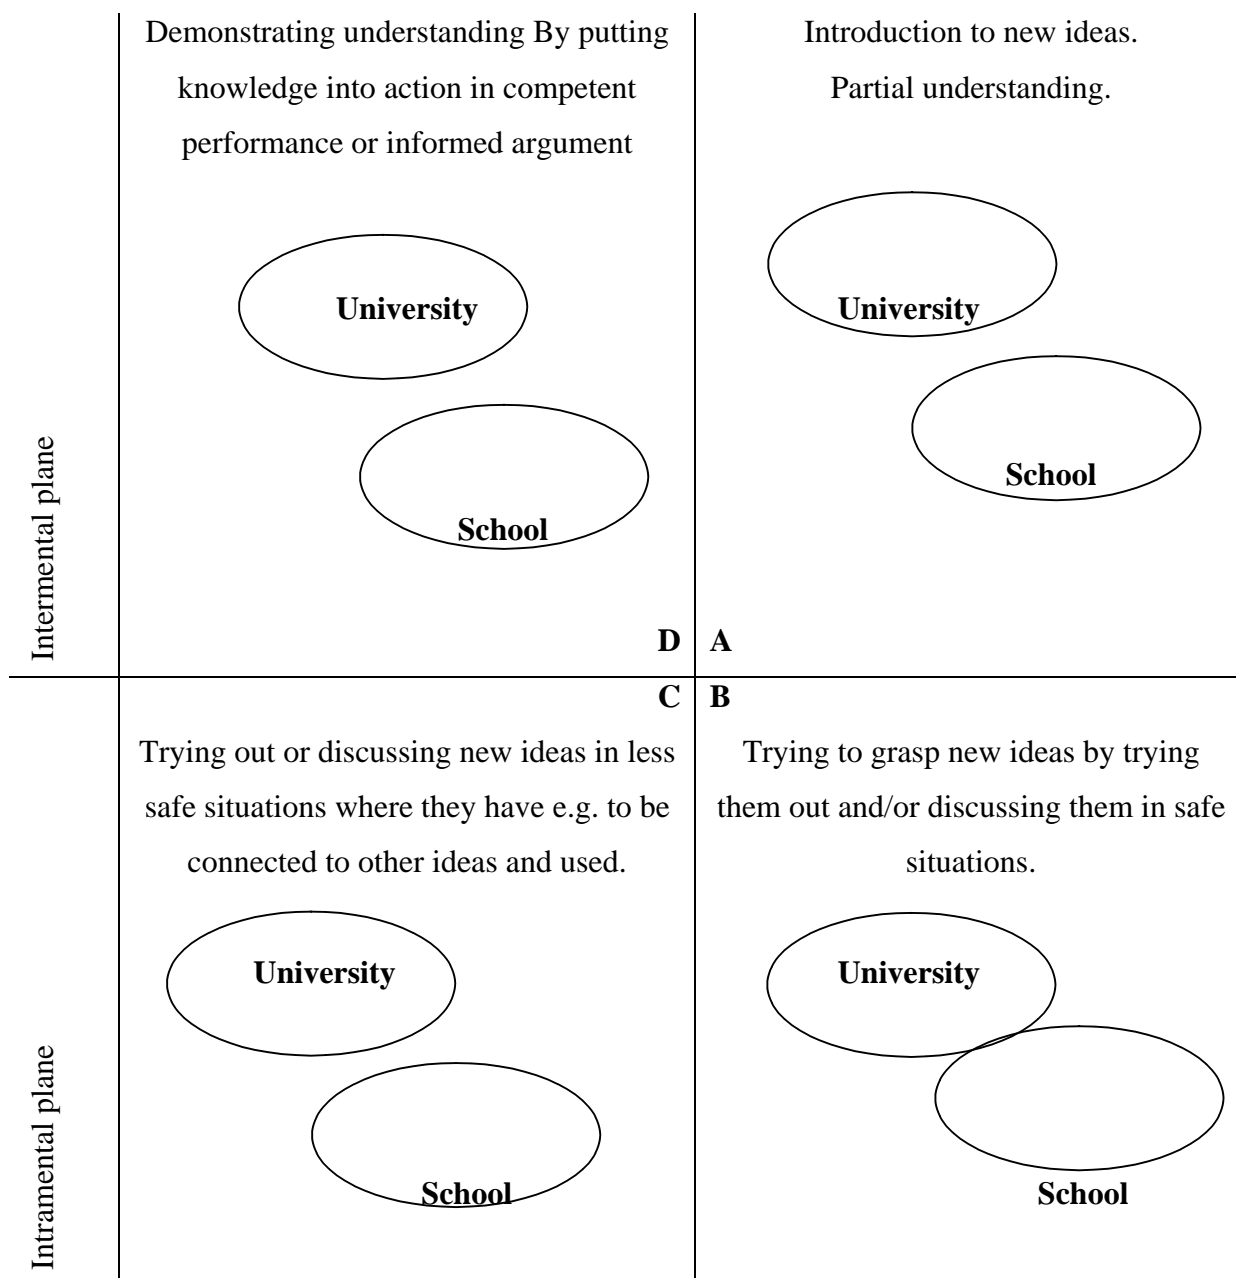 Demonstrating understanding By putting
knowledge into action in competent
performance or informed argument
University
School
D
Introduction to new ideas.
Partial understanding.
University
School
A
Intermental plane
C
Trying out or discussing new ideas in less
safe situations where they have e.g. to be
connected to other ideas and used.
University
School
B
Trying to grasp new ideas by trying
them out and/or discussing them in safe
situations.
University
School
Intramental plane